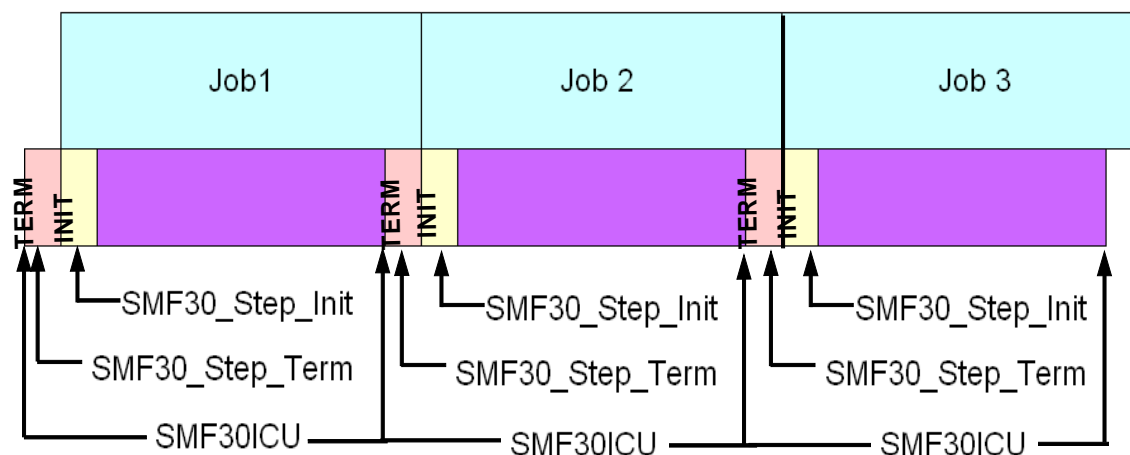 Job1
Job 2
Job 3
TERM
INIT
TERM
INIT
TERM
INIT
SMF30_Step_Init
SMF30_Step_Init
SMF30_Step_Init
SMF30_Step_Term
SMF30_Step_Term
SMF30_Step_Term
SMF30ICU
SMF30ICU
SMF30ICU